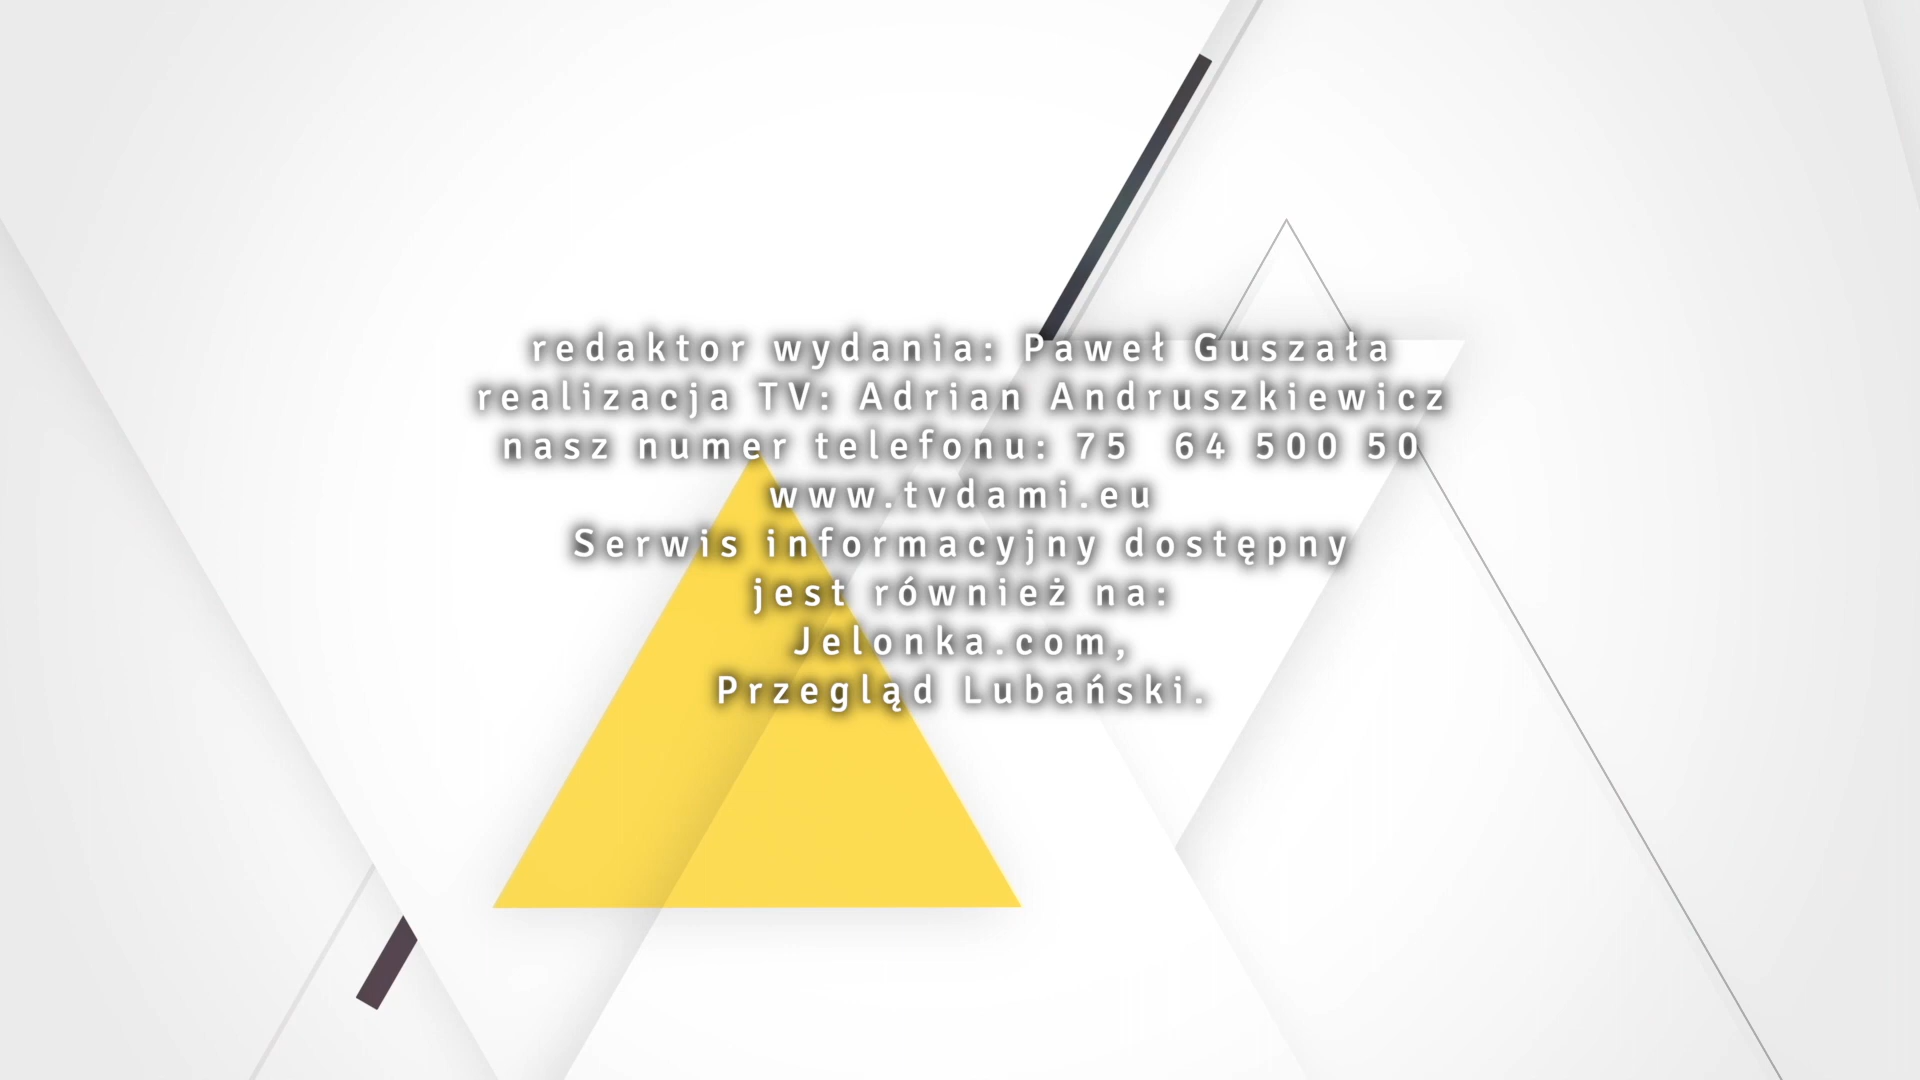 redaktor wydania: Paweł Guszała
realizacja TV: Adrian Andruszkiewicz
nasz numer telefonu: 75  64 500 50
www.tvdami.eu
Serwis informacyjny dostępny
jest również na:
Jelonka.com,
Przegląd Lubański.